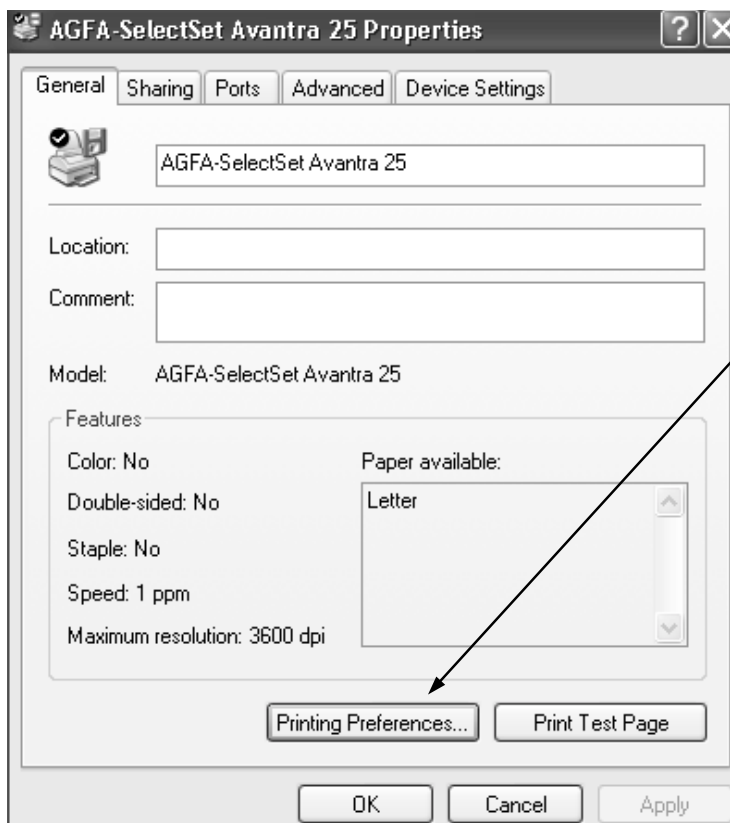 AGFA-SelectSet Avantra 25 Properties
General Sharing Ports Advanced Device Settings
AGFA-SelectSet Avantra 25
Location:
Comment:
Model: AGFA-SelectSet Avantra 25
Features
Color: No
Double-sided: No
Staple: No
Speed: 1 ppm
Maximum resolution: 3600 dpi
Paper available:
Letter
Printing Preferences... Print Test Page
OK Cancel Apply